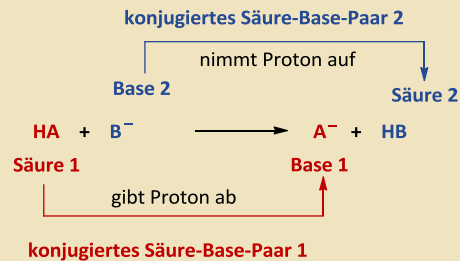 konjugiertes Säure-Base-Paar 2
nimmt Proton auf
Base 2
Säure 2
HA + B⁻ A⁻ + HB
Säure 1 Base 1
gibt Proton ab
konjugiertes Säure-Base-Paar 1